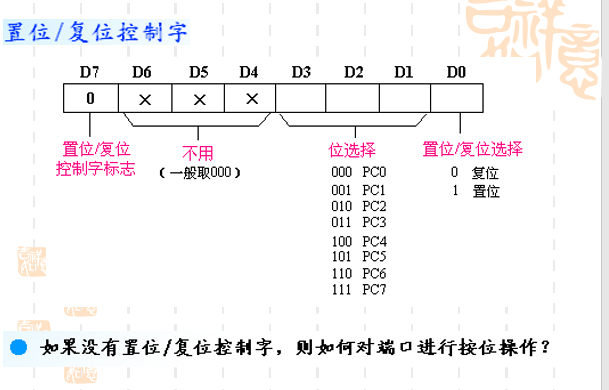 置位/复位控制字
D7 D6 D5 D4 D3 D2 D1 D0
0 × × ×
置位/复位 不用 位选择 置位/复位选择
控制字标志 （一般取000） 000 PC0 0 复位
001 PC1 1 置位
010 PC2
011 PC3
100 PC4
101 PC5
110 PC6
111 PC7
如果没有置位/复位控制字，则如何对端口进行按位操作？